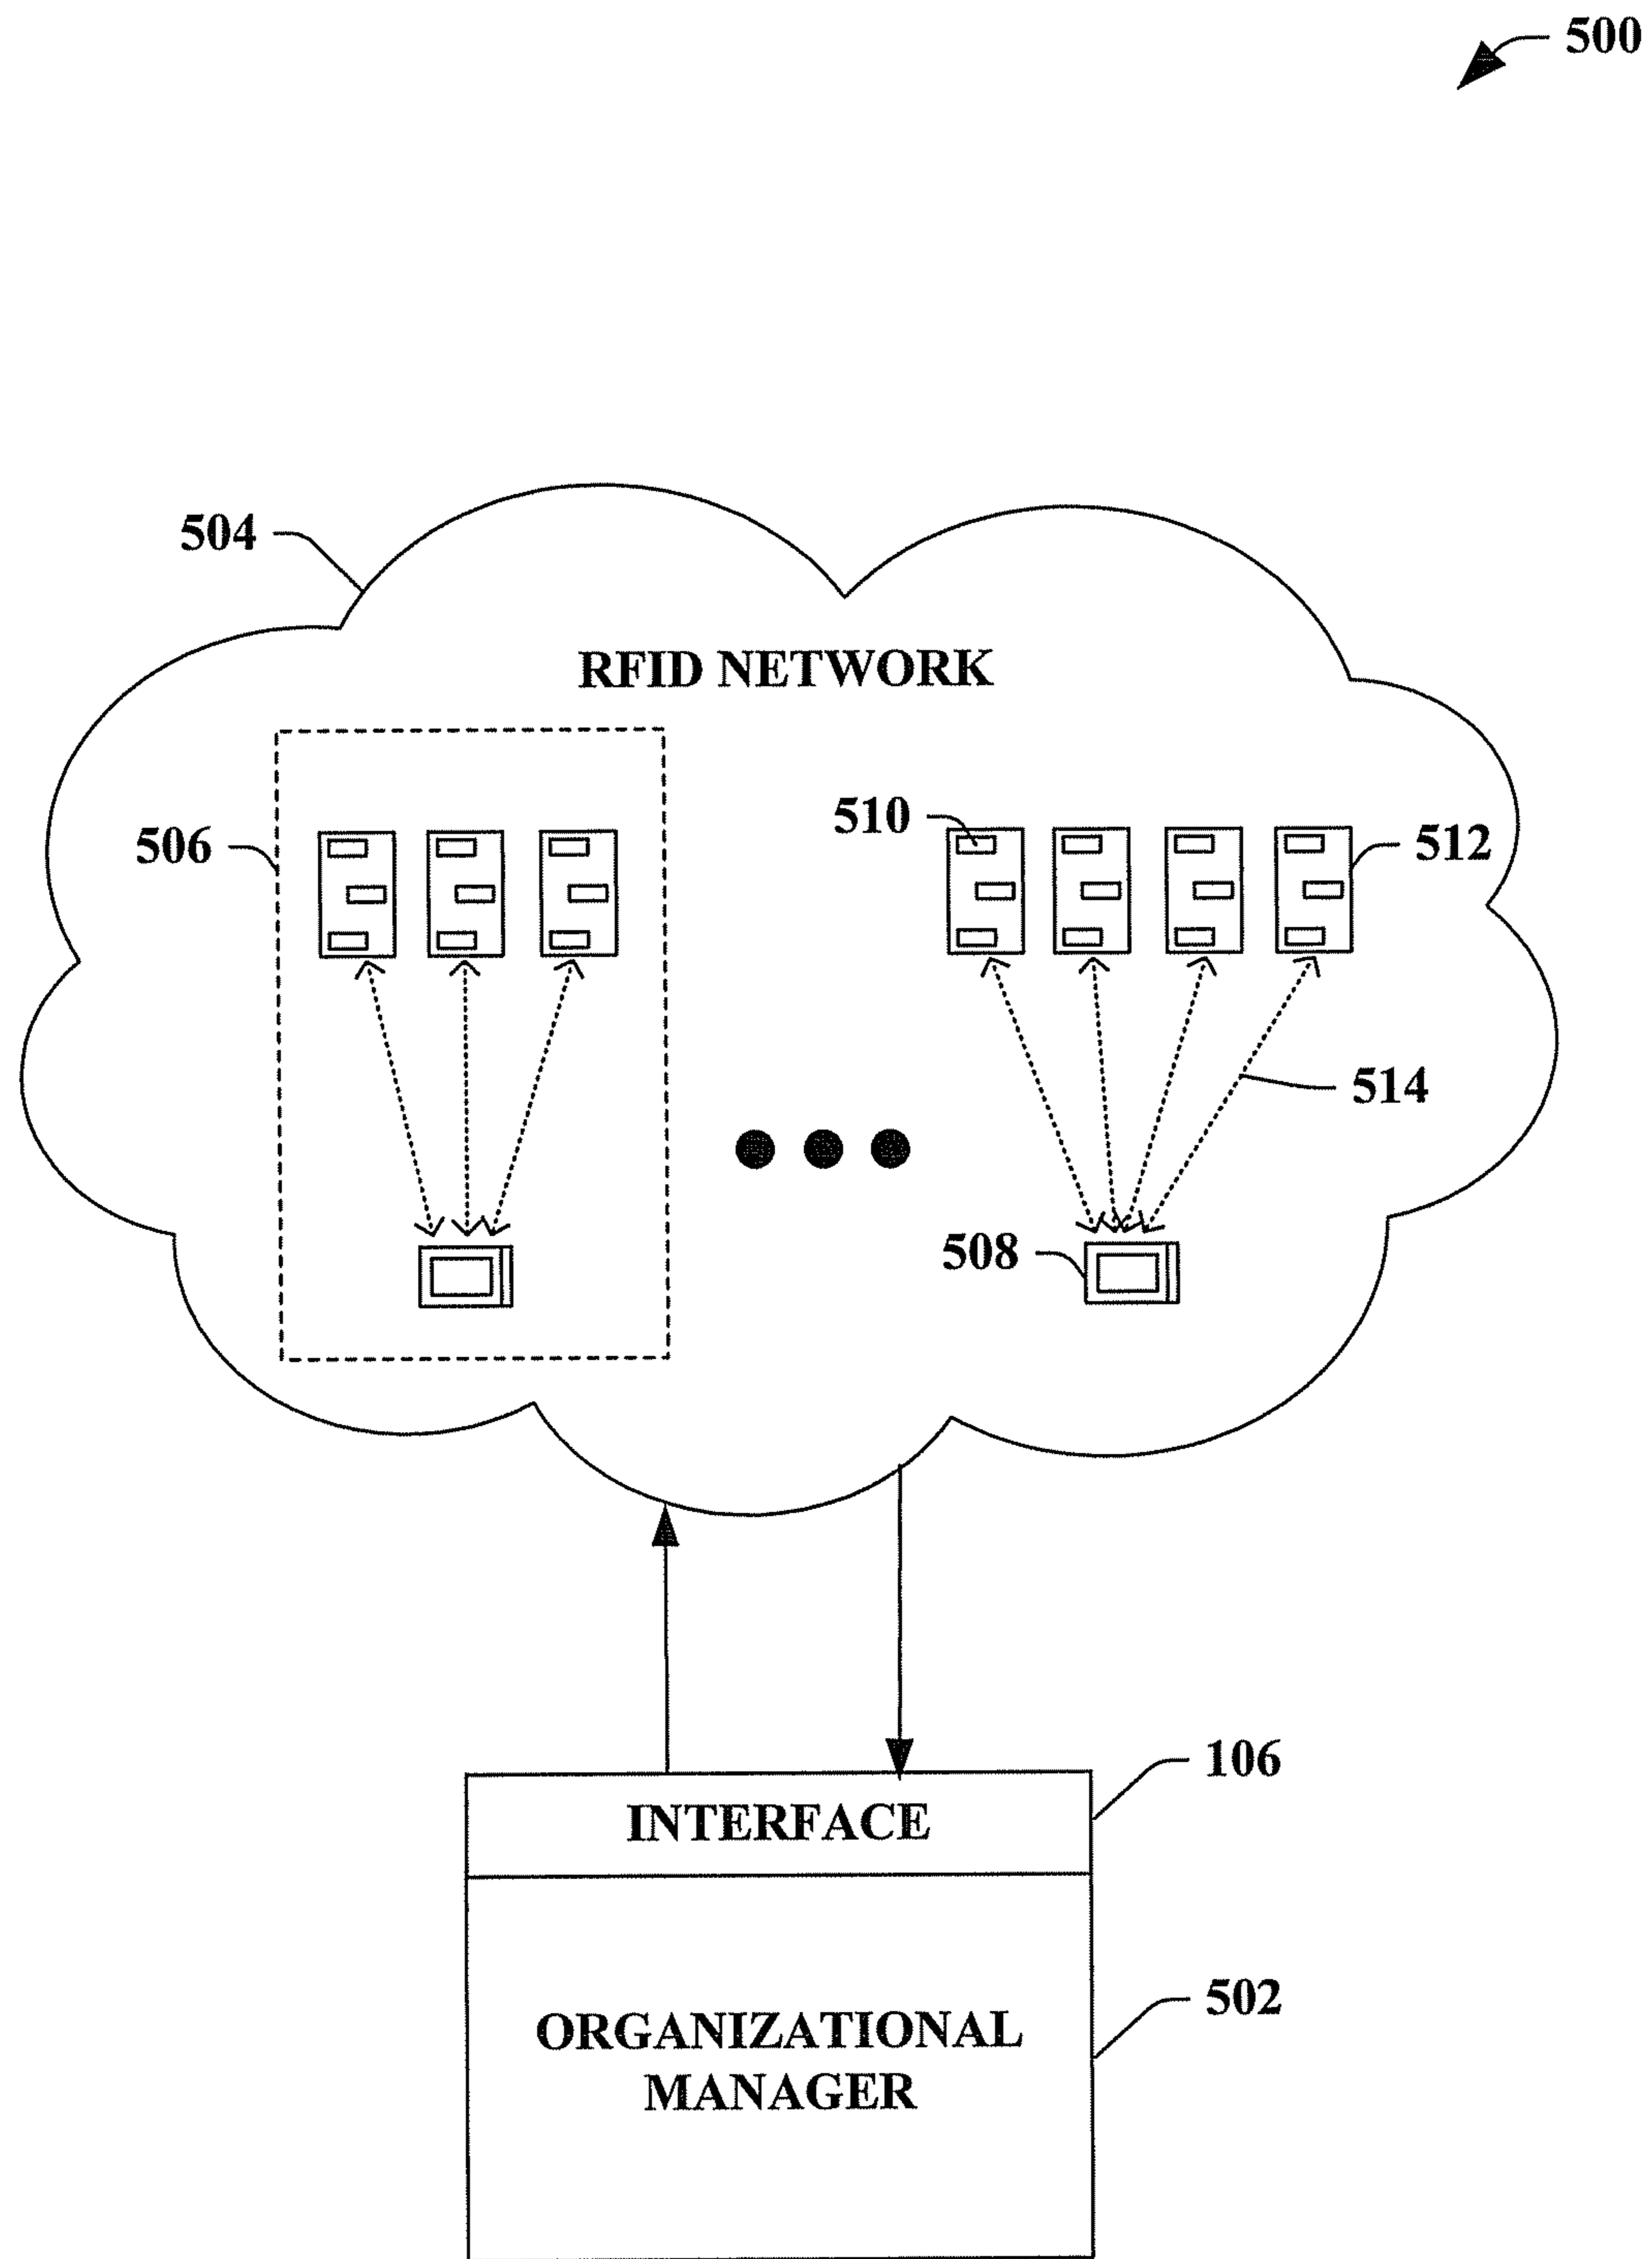 500
504
RFID NETWORK
510
506
512
514
508
106
INTERFACE
502
ORGANIZATIONAL
MANAGER